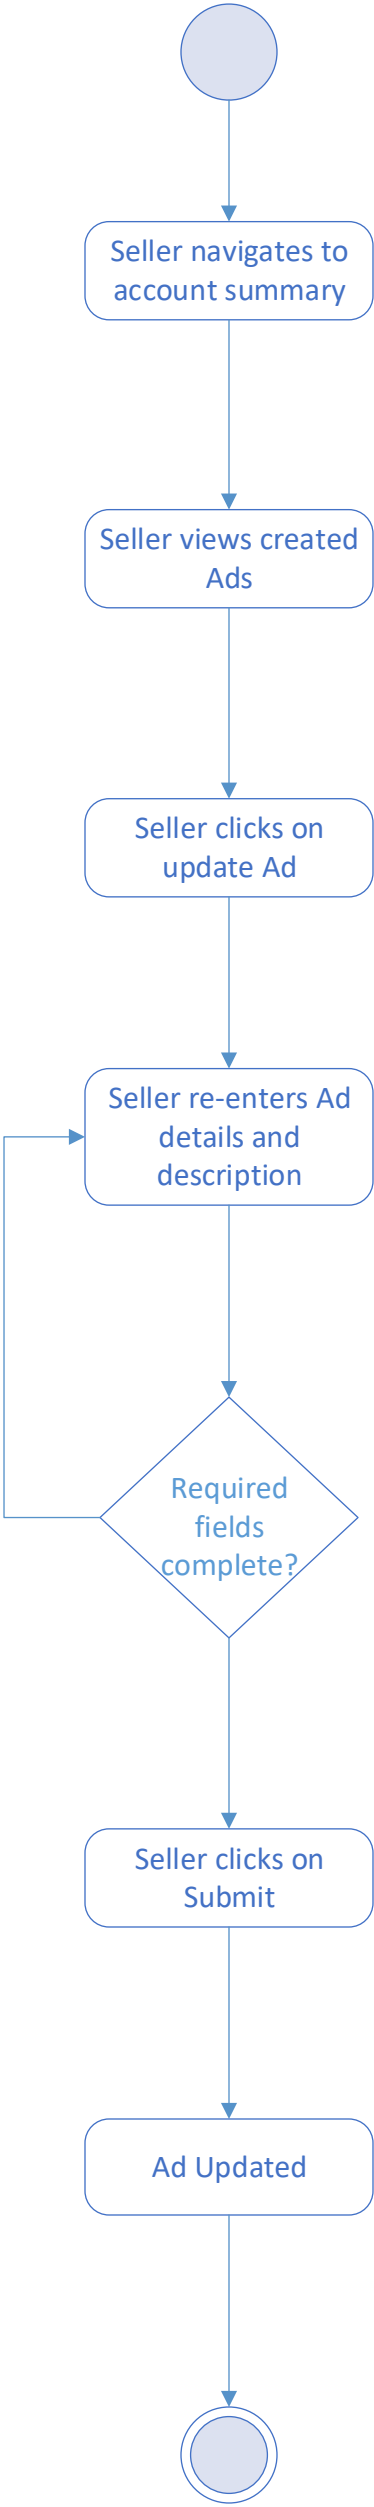 Seller navigates to
account summary
Seller views created
Ads
Seller clicks on
update Ad
Seller re-enters Ad
details and
description
Required
fields
complete?
Seller clicks on
Submit
Ad Updated